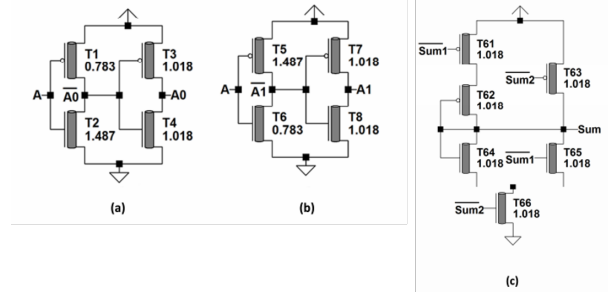 T1
0.783
T3
1.018
A
A0
A0
T2
1.487
T4
1.018
(a)
T5
1.487
T7
1.018
A
A1
A1
T6
0.783
T8
1.018
(b)
T61
1.018
Sum1
T62
1.018
Sum2
T63
1.018
Sum
T64
1.018
Sum1
T65
1.018
Sum2
T66
1.018
(c)